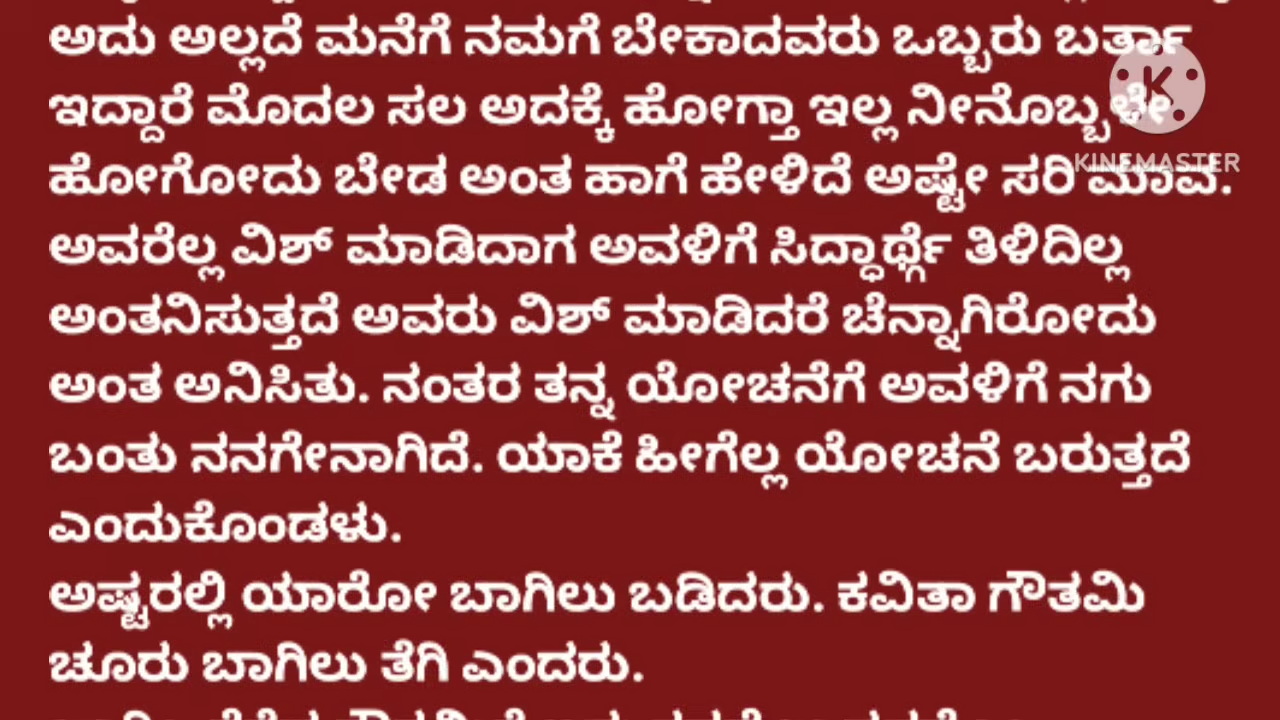 ಅದು ಅಲ್ಲದೆ ಮನೆಗೆ ನಮಗೆ ಬೇಕಾದವರು ಒಬ್ಬರು ಬರ್ತಾ
ಇದ್ದಾರೆ ಮೊದಲ ಸಲ ಅದಕ್ಕೆ ಹೋಗ್ತಾ ಇಲ್ಲ ನೀನೊಬ್ಬಳೇ
ಹೋಗೋದು ಬೇಡ ಅಂತ ಹಾಗೆ ಹೇಳಿದೆ ಅಷ್ಟೇ ಸರಿ ಮಾವ.
KINEMASTER
ಅವರೆಲ್ಲ ವಿಶ್ ಮಾಡಿದಾಗ ಅವಳಿಗೆ ಸಿದ್ಧಾರ್ಥ್ಗೆ ತಿಳಿದಿಲ್ಲ
ಅಂತನಿಸುತ್ತದೆ ಅವರು ವಿಶ್ ಮಾಡಿದರೆ ಚೆನ್ನಾಗಿರೋದು
ಅಂತ ಅನಿಸಿತು. ನಂತರ ತನ್ನ ಯೋಚನೆಗೆ ಅವಳಿಗೆ ನಗು
ಬಂತು ನನಗೇನಾಗಿದೆ. ಯಾಕೆ ಹೀಗೆಲ್ಲ ಯೋಚನೆ ಬರುತ್ತದೆ
ಎಂದುಕೊಂಡಳು.
ಅಷ್ಟರಲ್ಲಿ ಯಾರೋ ಬಾಗಿಲು ಬಡಿದರು. ಕವಿತಾ ಗೌತಮಿ
ಚೂರು ಬಾಗಿಲು ತೆಗಿ ಎಂದರು.